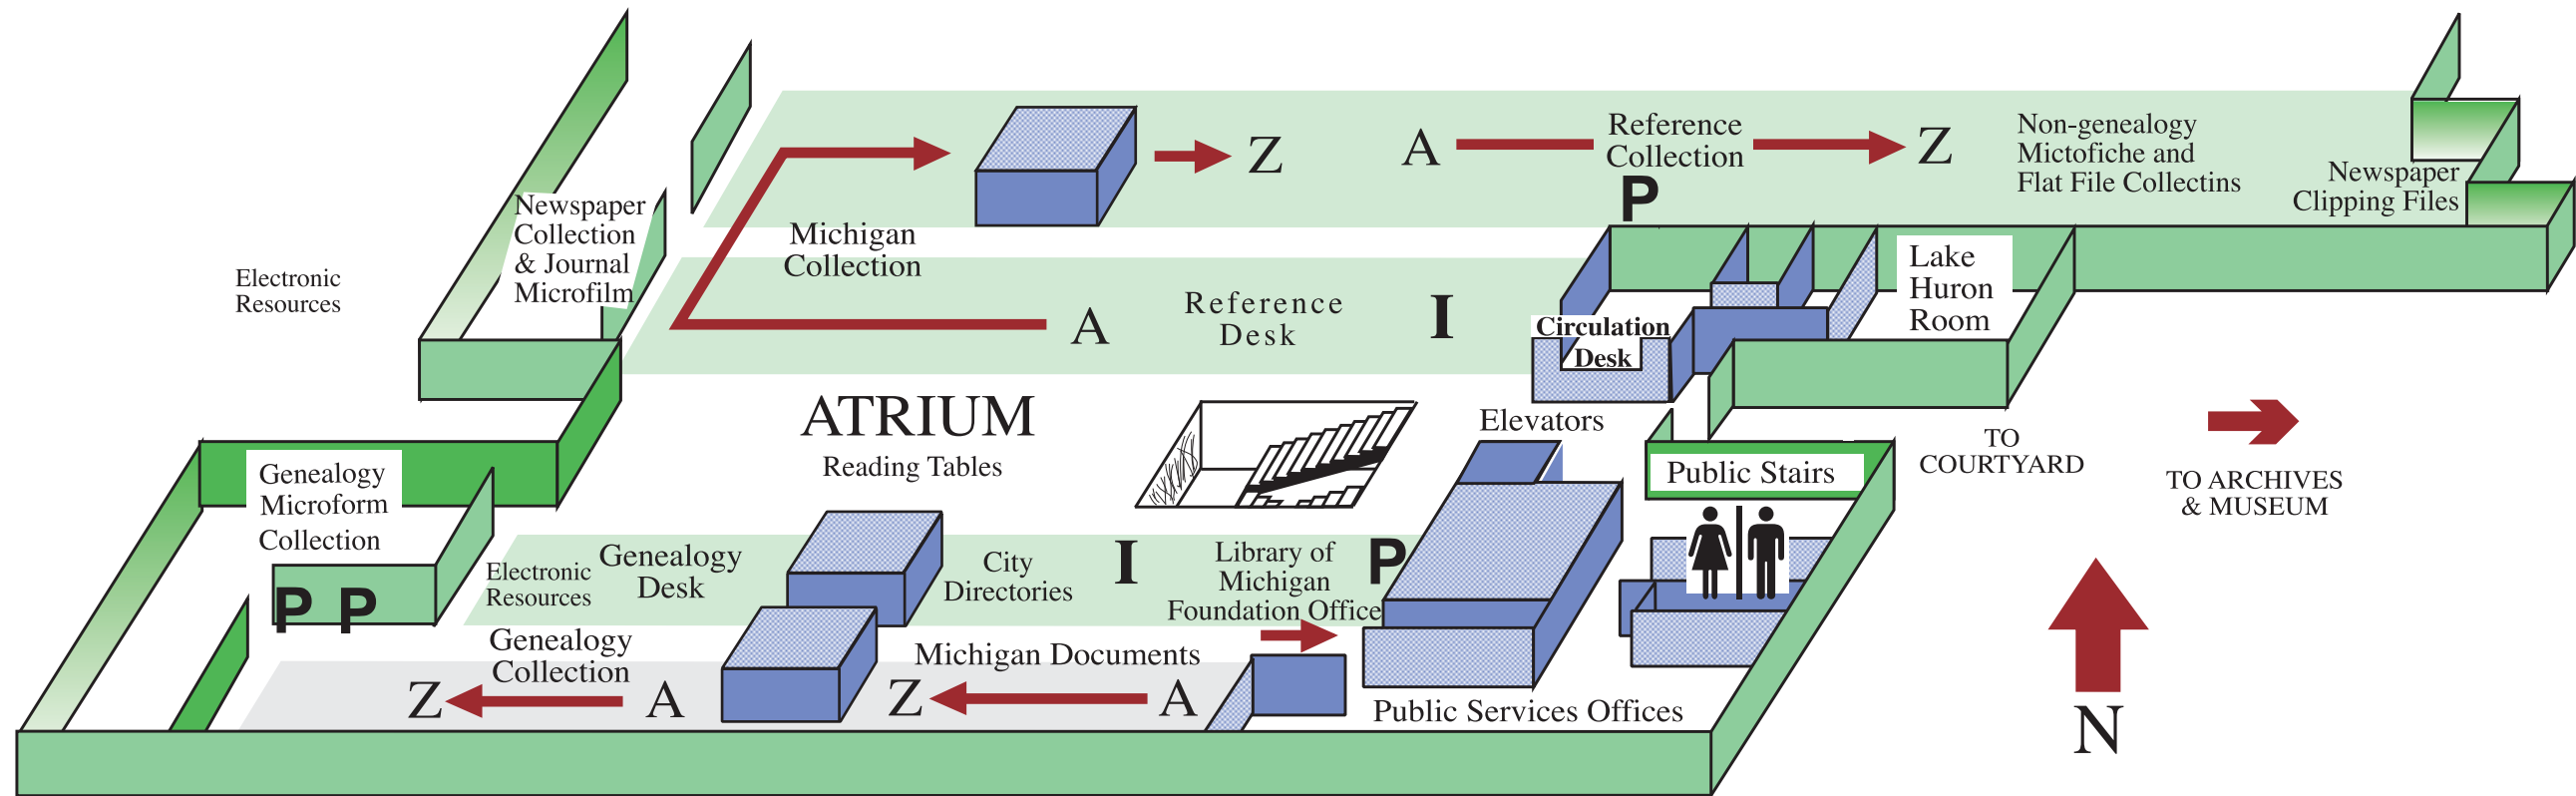 Electronic
Resources
Newspaper
Collection
& Journal
Microfilm
Michigan
Collection
Z
A
Reference
Collection
Z
P
Non-genealogy
Mictofiche and
Flat File Collectins
Newspaper
Clipping Files
A
Reference
Desk
I
Circulation
Desk
Lake
Huron
Room
ATRIUM
Reading Tables
Elevators
Public Stairs
TO
COURTYARD
TO ARCHIVES
& MUSEUM
Genealogy
Microform
Collection
P P
Electronic
Resources
Genealogy
Desk
City
Directories
I
Library of
Michigan
Foundation Office
P
Genealogy
Collection
Z
A
Michigan Documents
Z
A
Public Services Offices
N